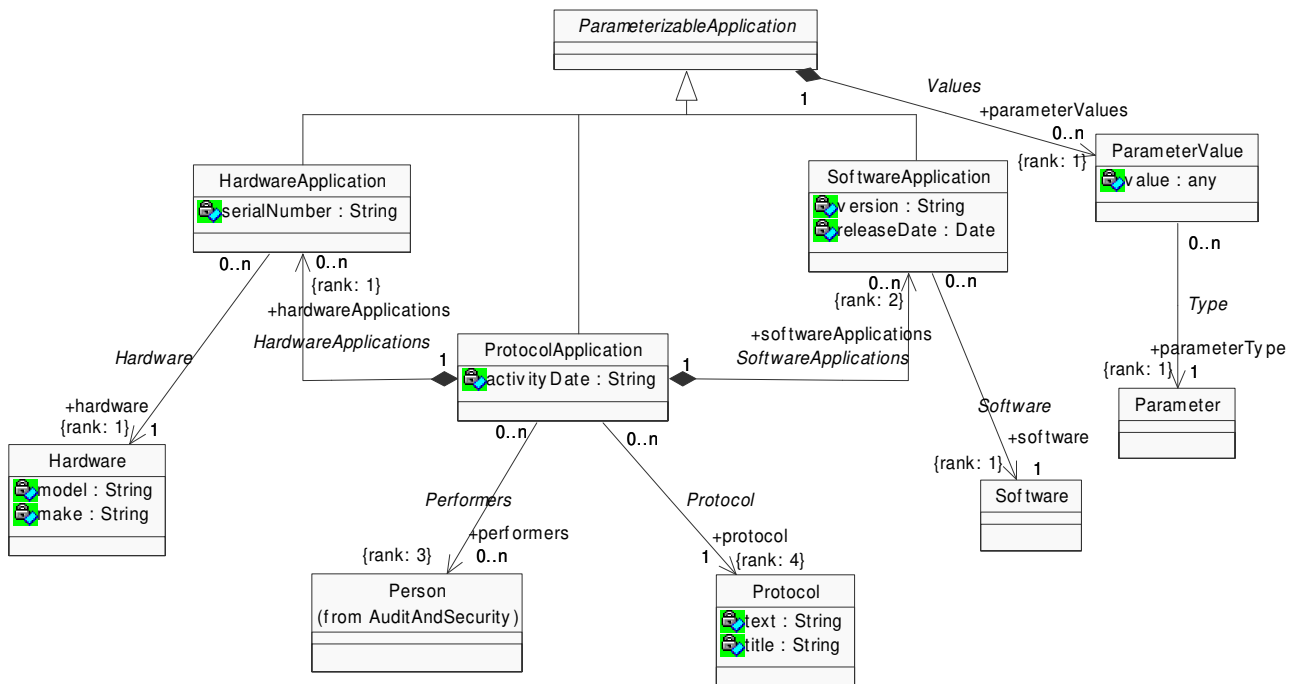 ParameterizableApplication
1
Values
+parameterValues
0..n
{rank: 1}
ParameterValue
value : any
HardwareApplication
serialNumber : String
SoftwareApplication
version : String
releaseDate : Date
0..n
0..n
{rank: 1}
+hardwareApplications
HardwareApplications
0..n
0..n
{rank: 2}
+softwareApplications
SoftwareApplications
0..n
Type
+parameterType
{rank: 1}
1
Parameter
Hardware
+hardware
{rank: 1}
1
1
ProtocolApplication
activityDate : String
1
0..n
0..n
Software
+software
{rank: 1}
1
Software
Hardware
model : String
make : String
Performers
+performers
{rank: 3}
0..n
Protocol
+protocol
1
{rank: 4}
Person
(from AuditAndSecurity)
Protocol
text : String
title : String